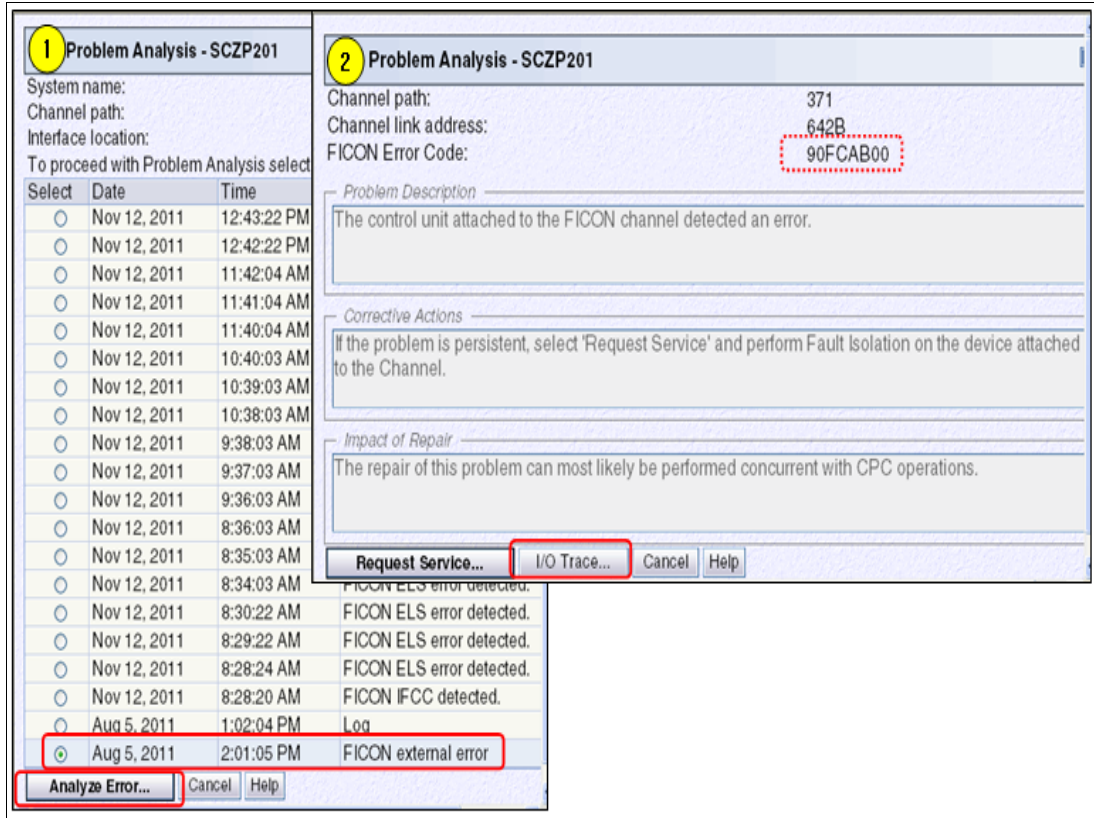 1 Problem Analysis - SCZP201
System name:
Channel path:
Interface location:
To proceed with Problem Analysis select
Select Date Time
Nov 12, 2011 12:43:22 PM
Nov 12, 2011 12:42:22 PM
Nov 12, 2011 11:42:04 AM
Nov 12, 2011 11:41:04 AM
Nov 12, 2011 11:40:04 AM
Nov 12, 2011 10:40:03 AM
Nov 12, 2011 10:39:03 AM
Nov 12, 2011 10:38:03 AM
Nov 12, 2011 9:38:03 AM
Nov 12, 2011 9:37:03 AM
Nov 12, 2011 9:36:03 AM
Nov 12, 2011 8:36:03 AM
Nov 12, 2011 8:35:03 AM
Nov 12, 2011 8:34:03 AM FICON ELS error detected.
Nov 12, 2011 8:30:22 AM FICON ELS error detected.
Nov 12, 2011 8:29:22 AM FICON ELS error detected.
Nov 12, 2011 8:28:24 AM FICON ELS error detected.
Nov 12, 2011 8:28:20 AM FICON IFCC detected.
Aug 5, 2011 1:02:04 PM Log
Aug 5, 2011 2:01:05 PM FICON external error
Analyze Error... Cancel Help
2 Problem Analysis - SCZP201
Channel path: 371
Channel link address: 642B
FICON Error Code: 90FCAB00
Problem Description
The control unit attached to the FICON channel detected an error.
Corrective Actions
If the problem is persistent, select 'Request Service' and perform Fault Isolation on the device attached
to the Channel.
Impact of Repair
The repair of this problem can most likely be performed concurrent with CPC operations.
Request Service... I/O Trace... Cancel Help